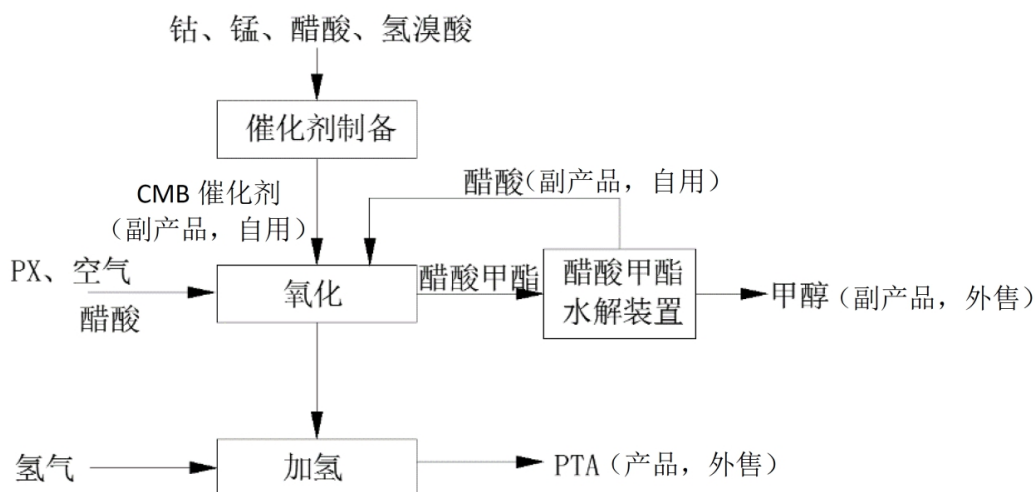 钴、锰、醋酸、氢溴酸
催化剂制备
CMB 催化剂
（副产品，自用）
醋酸（副产品，自用）
PX、空气
醋酸
氧化
醋酸甲酯
醋酸甲酯
水解装置
甲醇（副产品，外售）
氢气
加氢
PTA（产品，外售）